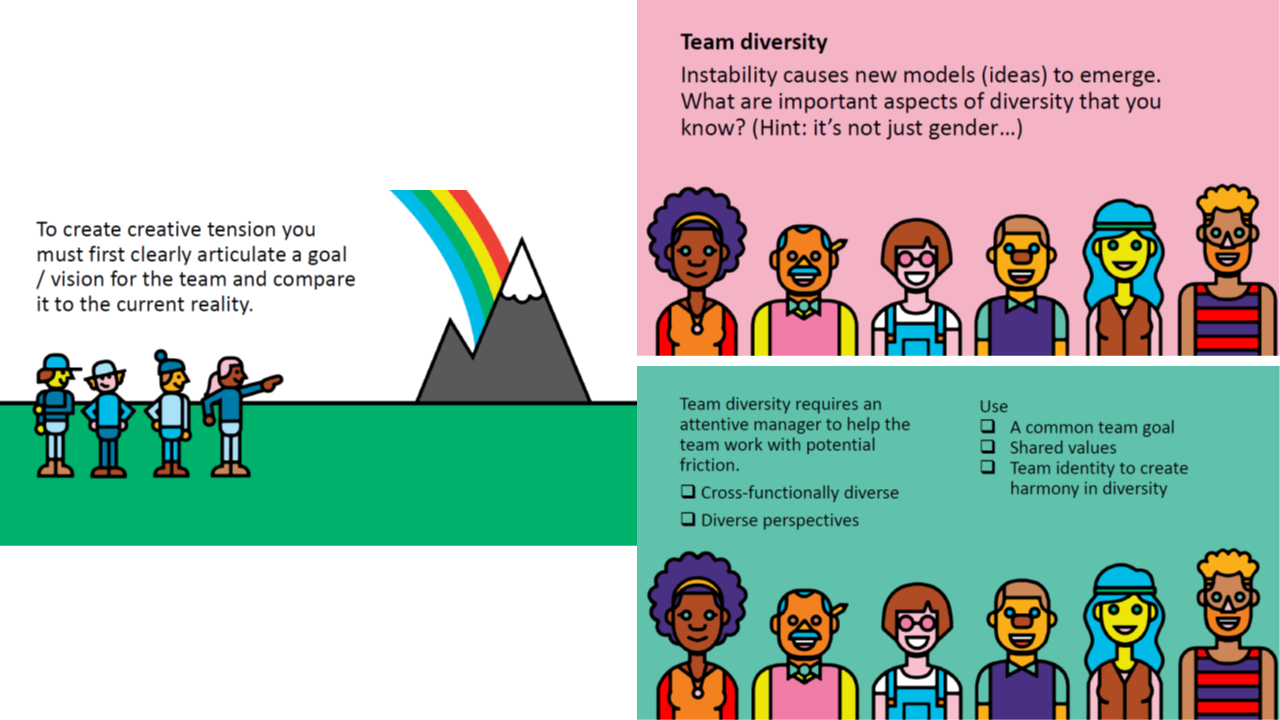 To create creative tension you
must first clearly articulate a goal
/ vision for the team and compare
it to the current reality.
Team diversity
Instability causes new models (ideas) to emerge.
What are important aspects of diversity that you
know? (Hint: it’s not just gender…)
Team diversity requires an
attentive manager to help the
team work with potential
friction.
❑ Cross-functionally diverse
❑ Diverse perspectives
Use
❑ A common team goal
❑ Shared values
❑ Team identity to create
harmony in diversity